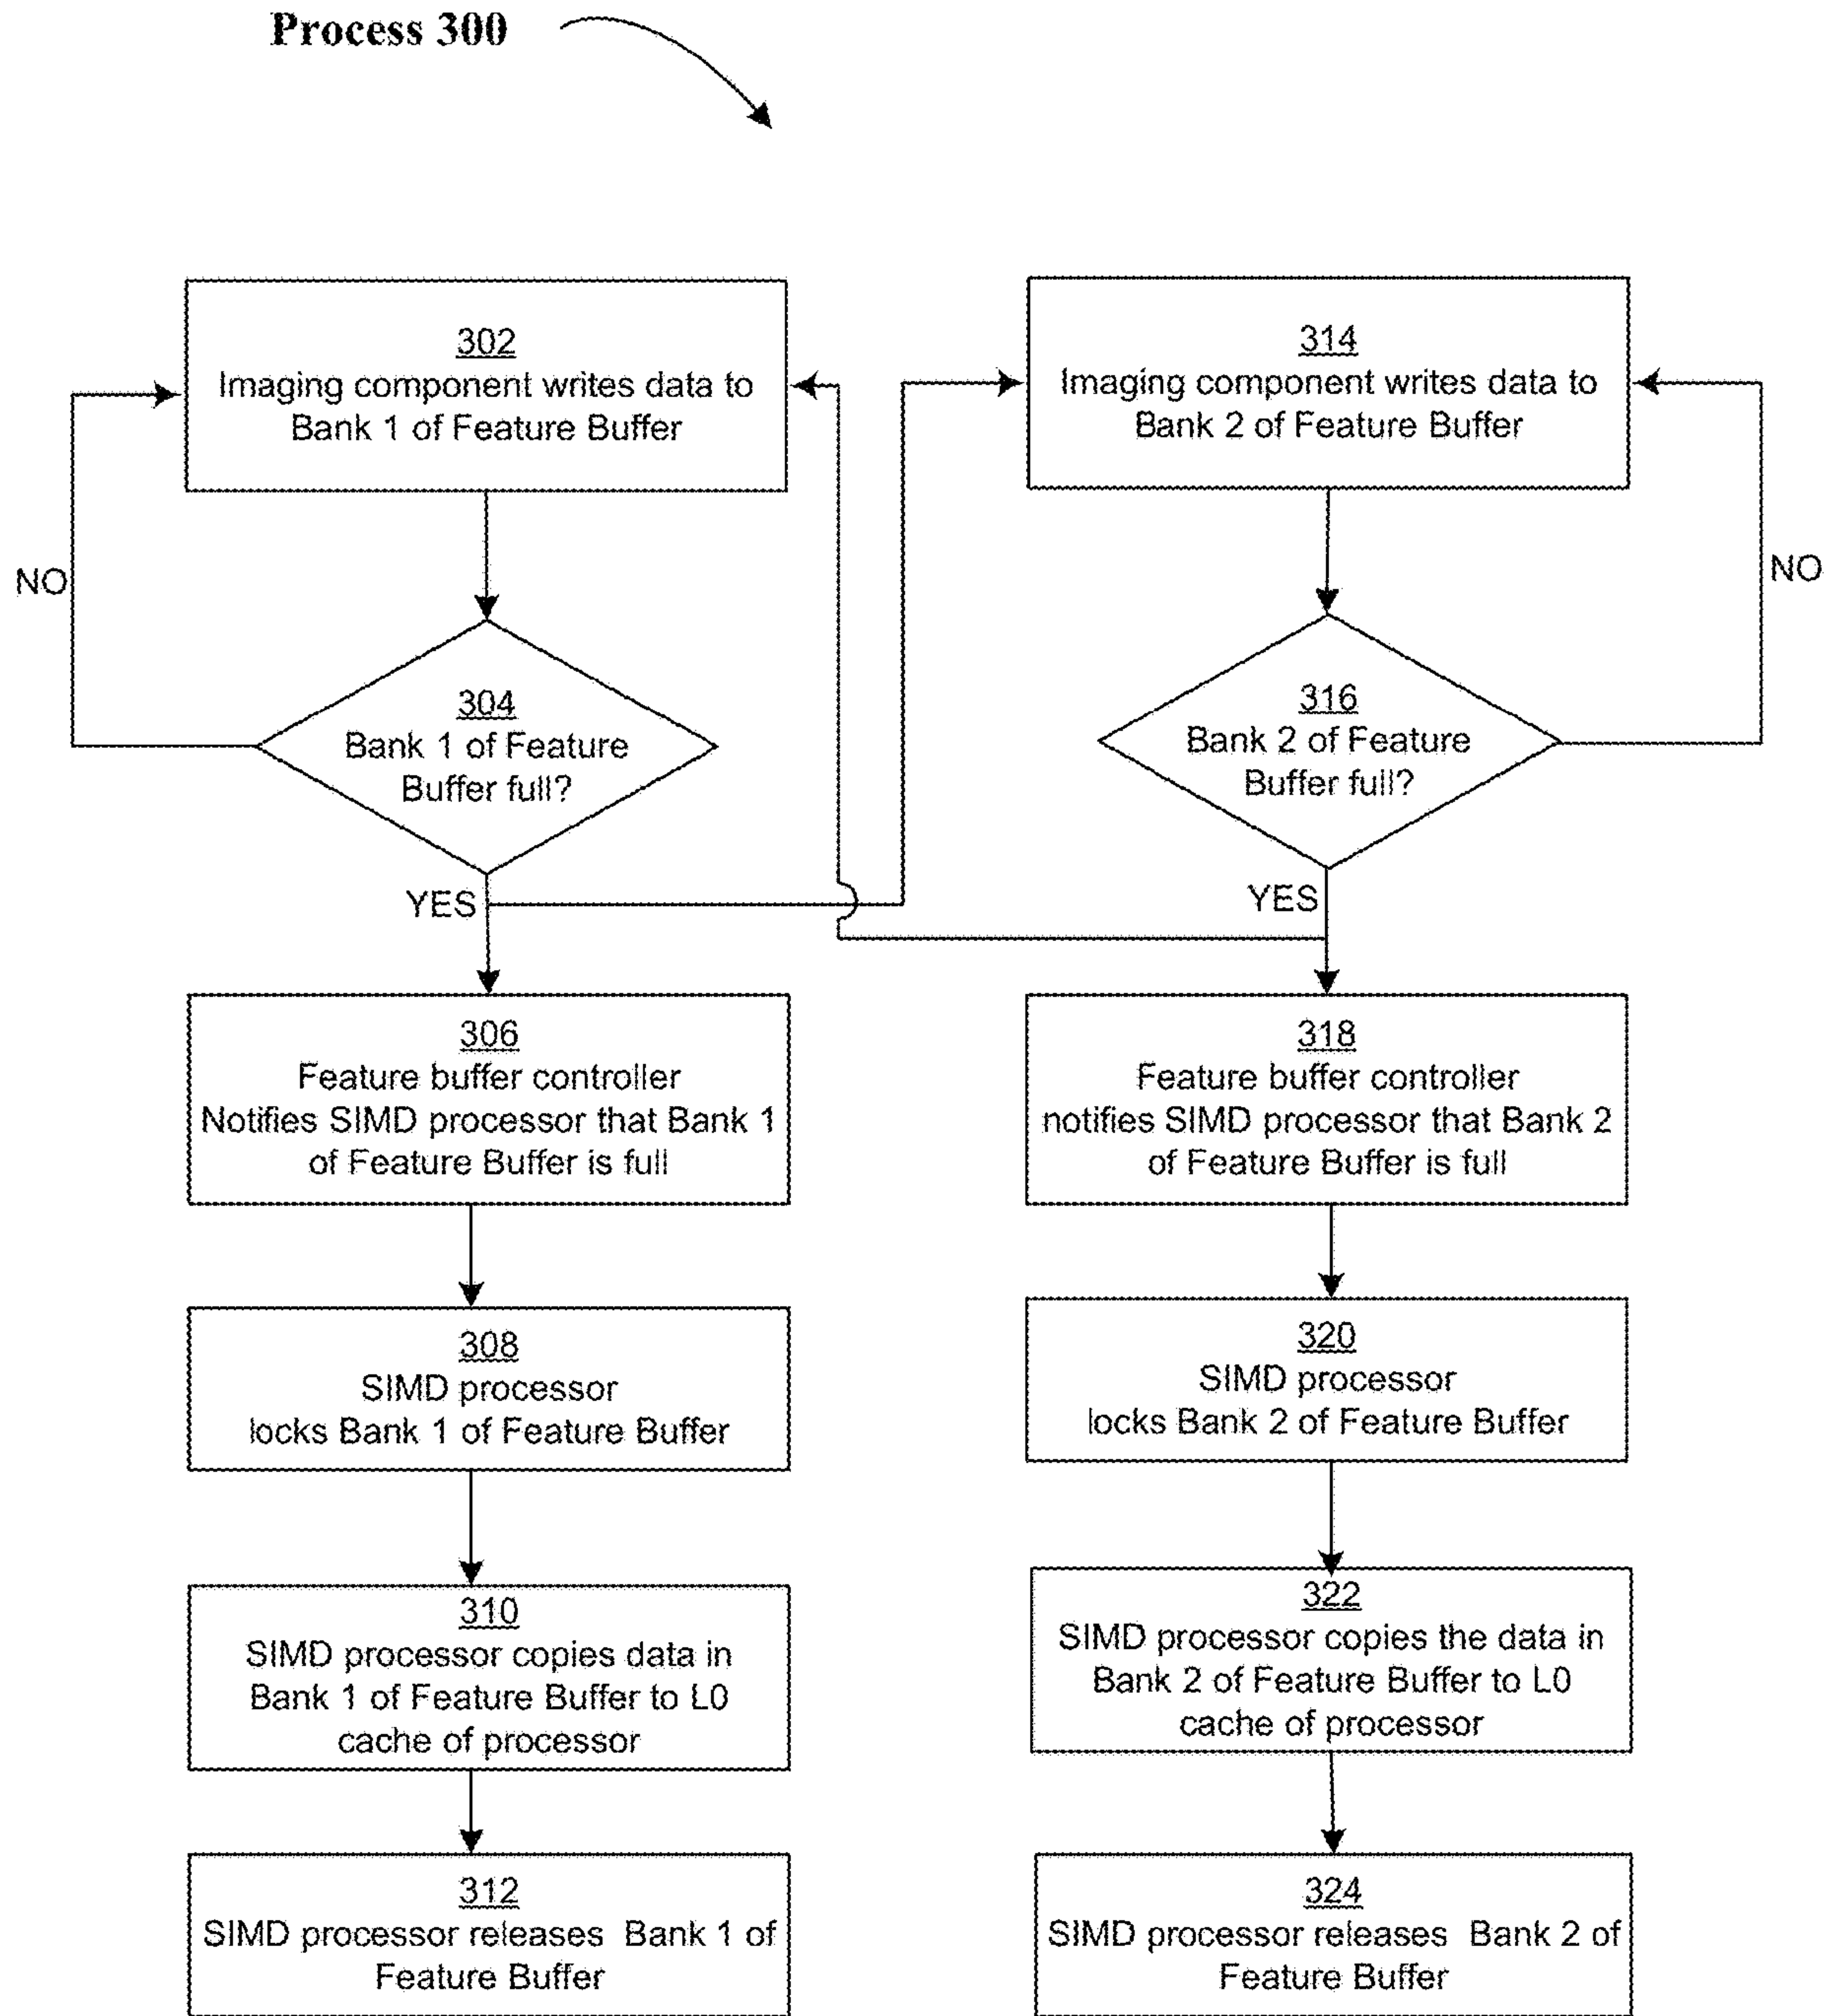 Process 300
302
Imaging component writes data to
Bank 1 of Feature Buffer
NO
304
Bank 1 of Feature
Buffer full?
YES
306
Feature buffer controller
Notifies SIMD processor that Bank 1
of Feature Buffer is full
308
SIMD processor
locks Bank 1 of Feature Buffer
310
SIMD processor copies data in
Bank 1 of Feature Buffer to L0
cache of processor
312
SIMD processor releases Bank 1 of
Feature Buffer
314
Imaging component writes data to
Bank 2 of Feature Buffer
NO
316
Bank 2 of Feature
Buffer full?
YES
318
Feature buffer controller
notifies SIMD processor that Bank 2
of Feature Buffer is full
320
SIMD processor
locks Bank 2 of Feature Buffer
322
SIMD processor copies the data in
Bank 2 of Feature Buffer to L0
cache of processor
324
SIMD processor releases Bank 2 of
Feature Buffer